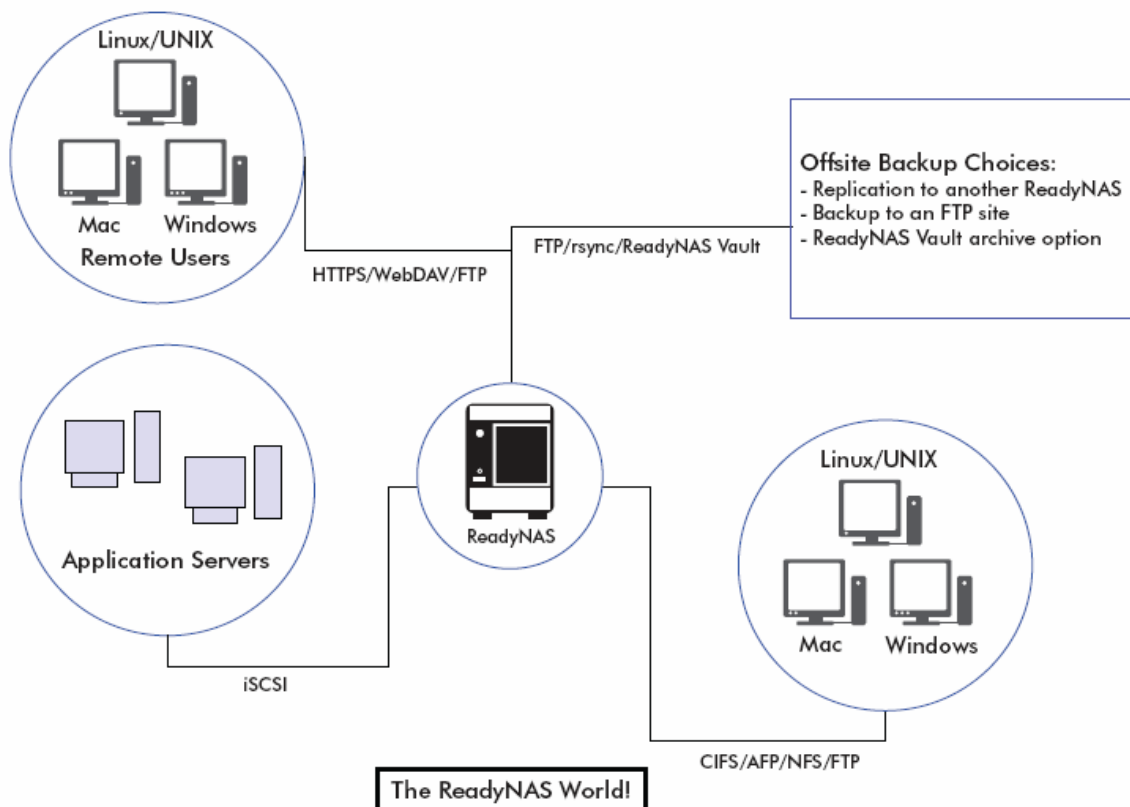 Linux/UNIX
Mac Windows
Remote Users
HTTPS/WebDAV/FTP
FTP/rsync/ReadyNAS Vault
Offsite Backup Choices:
- Replication to another ReadyNAS
- Backup to an FTP site
- ReadyNAS Vault archive option
Application Servers
iSCSI
ReadyNAS
Linux/UNIX
Mac Windows
CIFS/AFP/NFS/FTP
The ReadyNAS World!